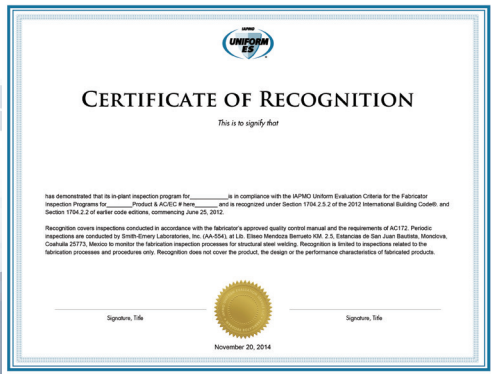 IAPMO
UNIFORM
ES
CERTIFICATE OF RECOGNITION
This is to signify that
has demonstrated that its in-plant inspection program for____________is in compliance with the IAPMO Uniform Evaluation Criteria for the Fabricator
Inspection Programs for________Product & AC/EC # here_______ and is recognized under Section 1704.2.5.2 of the 2012 International Building Code®. and
Section 1704.2.2 of earlier code editions, commencing June 25, 2012.
Recognition covers inspections conducted in accordance with the fabricator's approved quality control manual and the requirements of AC172. Periodic
inspections are conducted by Smith-Emery Laboratories, Inc. (AA-554), at Lib. Eliseo Mendoza Berrueto KM. 2.5, Estancias de San Juan Bautista, Monclova,
Coahuila 25773, Mexico to monitor the fabrication inspection processes for structural steel welding. Recognition is limited to inspections related to the
fabrication processes and procedures only. Recognition does not cover the product, the design or the performance characteristics of fabricated products.
Signature, Title
Signature, Title
November 20, 2014